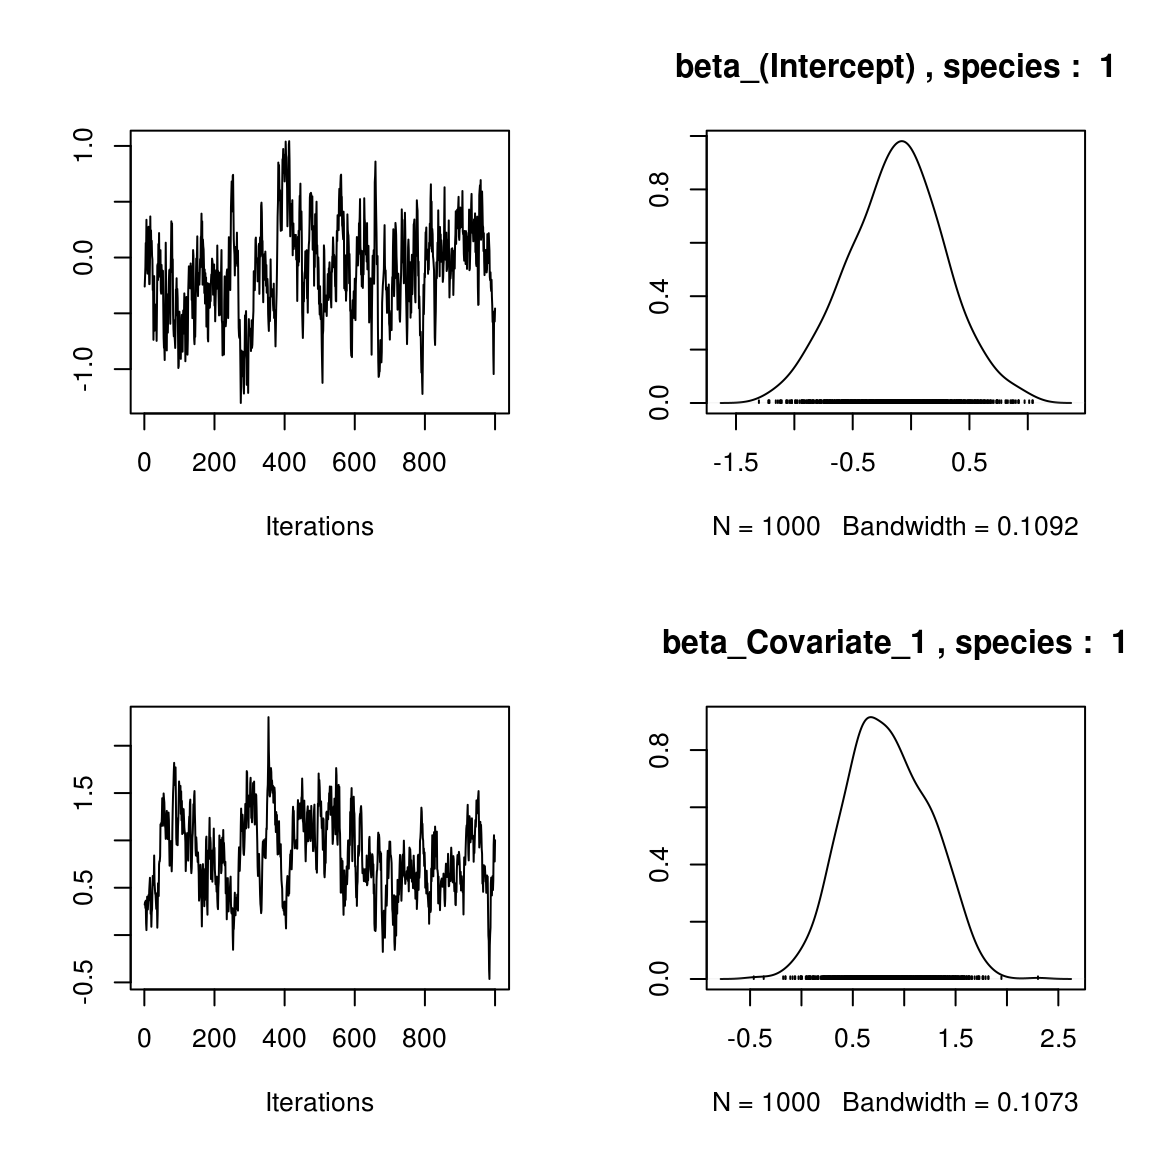 beta_(Intercept) , species :  1
1.0
0.0
-1.0
0 200 400 600 800
Iterations
0.8
0.4
0.0
-1.5 -0.5 0.5
N = 1000   Bandwidth = 0.1092
beta_Covariate_1 , species :  1
1.5
0.5
-0.5
0 200 400 600 800
Iterations
0.8
0.4
0.0
-0.5 0.5 1.5 2.5
N = 1000   Bandwidth = 0.1073